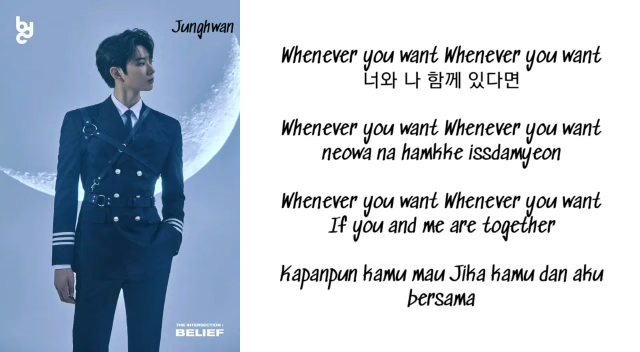 bdc
Junghwan
THE INTERSECTION :
BELIEF
Whenever you want Whenever you want
너와 나 함께 있다면
Whenever you want Whenever you want
neowa na hamkke issdamyeon
Whenever you want Whenever you want
If you and me are together
Kapanpun kamu mau Jika kamu dan aku
bersama